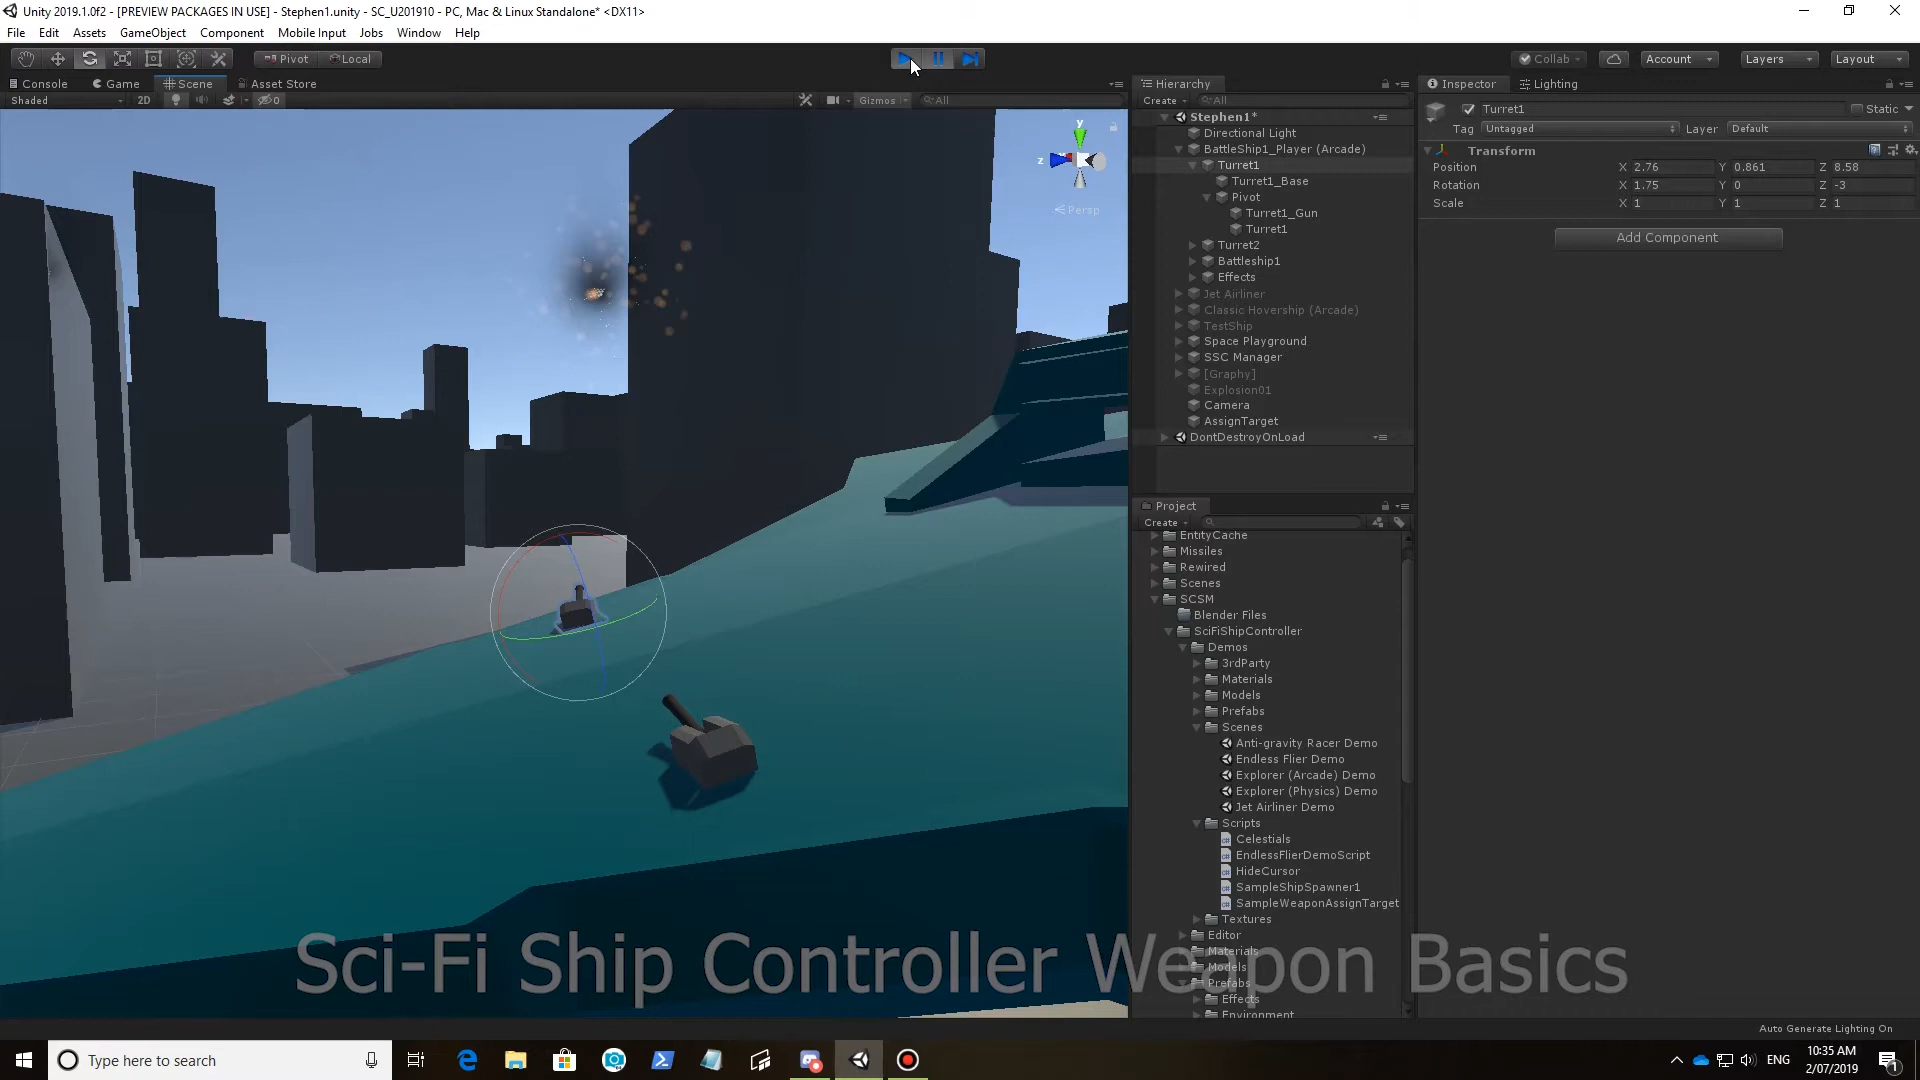 Unity 2019.1.0f2 - [PREVIEW PACKAGES IN USE] - Stephen1.unity - SC_U201910 - PC, Mac & Linux Standalone* <DX11>
File Edit Assets GameObject Component Mobile Input Jobs Window Help
Pivot Local Collab Account Layers Layout
Console Game Scene Asset Store
Shaded 2D 0 Gizmos All
y
z
Persp
Hierarchy
Create All
Stephen1*
Directional Light
BattleShip1_Player (Arcade)
Turret1
Turret1_Base
Pivot
Turret1_Gun
Turret1
Turret2
Battleship1
Effects
Jet Airliner
Classic Hovership (Arcade)
TestShip
Space Playground
SSC Manager
[Graphy]
Explosion01
Camera
AssignTarget
DontDestroyOnLoad
Project
Create
EntityCache
Missiles
Rewired
Scenes
SCSM
Blender Files
SciFiShipController
Demos
3rdParty
Materials
Models
Prefabs
Scenes
Anti-gravity Racer Demo
Endless Flier Demo
Explorer (Arcade) Demo
Explorer (Physics) Demo
Jet Airliner Demo
Scripts
Celestials
EndlessFlierDemoScript
HideCursor
SampleShipSpawner1
SampleWeaponAssignTarget
Textures
Editor
Materials
Models
Prefabs
Effects
Environment
Inspector Lighting
Turret1 Static
Tag Untagged Layer Default
Transform
Position X 2.76 Y 0.861 Z 8.58
Rotation X 1.75 Y 0 Z -3
Scale X 1 Y 1 Z 1
Add Component
Sci-Fi Ship Controller Weapon Basics
Auto Generate Lighting On
Type here to search
ENG
10:35 AM
2/07/2019
1